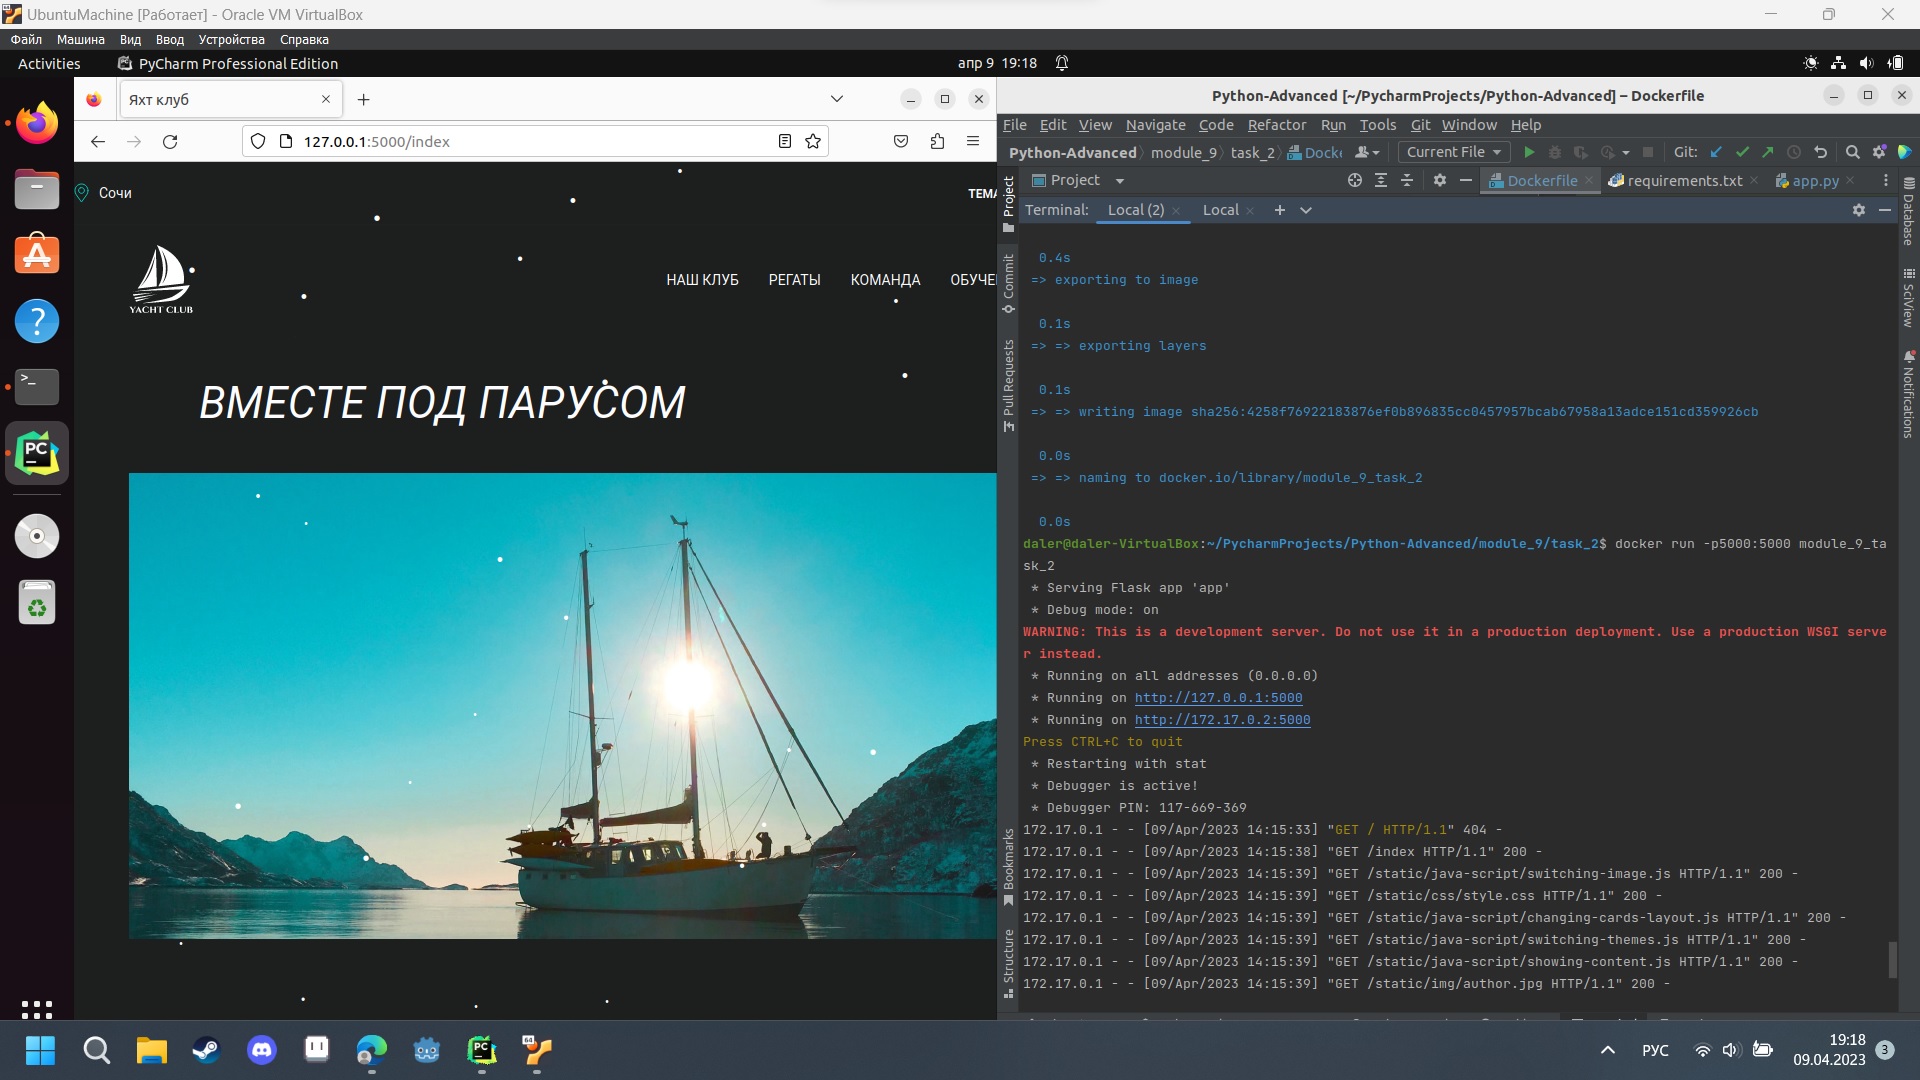 UbuntuMachine [Работает] - Oracle VM VirtualBox
Файл Машина Вид Ввод Устройства Справка
Activities PyCharm Professional Edition апр 9 19:18
Яхт клуб
127.0.0.1:5000/index
Сочи
ТЕМА
YACHT CLUB
НАШ КЛУБ РЕГАТЫ КОМАНДА ОБУЧЕ
ВМЕСТЕ ПОД ПАРУСОМ
Python-Advanced [~/PycharmProjects/Python-Advanced] – Dockerfile
File Edit View Navigate Code Refactor Run Tools Git Window Help
Python-Advanced module_9 task_2 Docke Current File Git:
Project Dockerfile requirements.txt app.py
Terminal: Local (2) Local
0.4s
=> exporting to image
0.1s
=> => exporting layers
0.1s
=> => writing image sha256:4258f76922183876ef0b896835cc0457957bcab67958a13adce151cd359926cb
0.0s
=> => naming to docker.io/library/module_9_task_2
0.0s
daler@daler-VirtualBox:~/PycharmProjects/Python-Advanced/module_9/task_2$ docker run -p5000:5000 module_9_ta
sk_2
* Serving Flask app 'app'
* Debug mode: on
WARNING: This is a development server. Do not use it in a production deployment. Use a production WSGI serve
r instead.
* Running on all addresses (0.0.0.0)
* Running on http://127.0.0.1:5000
* Running on http://172.17.0.2:5000
Press CTRL+C to quit
* Restarting with stat
* Debugger is active!
* Debugger PIN: 117-669-369
172.17.0.1 - - [09/Apr/2023 14:15:33] "GET / HTTP/1.1" 404 -
172.17.0.1 - - [09/Apr/2023 14:15:38] "GET /index HTTP/1.1" 200 -
172.17.0.1 - - [09/Apr/2023 14:15:39] "GET /static/java-script/switching-image.js HTTP/1.1" 200 -
172.17.0.1 - - [09/Apr/2023 14:15:39] "GET /static/css/style.css HTTP/1.1" 200 -
172.17.0.1 - - [09/Apr/2023 14:15:39] "GET /static/java-script/changing-cards-layout.js HTTP/1.1" 200 -
172.17.0.1 - - [09/Apr/2023 14:15:39] "GET /static/java-script/switching-themes.js HTTP/1.1" 200 -
172.17.0.1 - - [09/Apr/2023 14:15:39] "GET /static/java-script/showing-content.js HTTP/1.1" 200 -
172.17.0.1 - - [09/Apr/2023 14:15:39] "GET /static/img/author.jpg HTTP/1.1" 200 -
Project
Commit
Pull Requests
Bookmarks
Structure
Database
SciView
Notifications
PC
64
РУС
19:18
09.04.2023
3